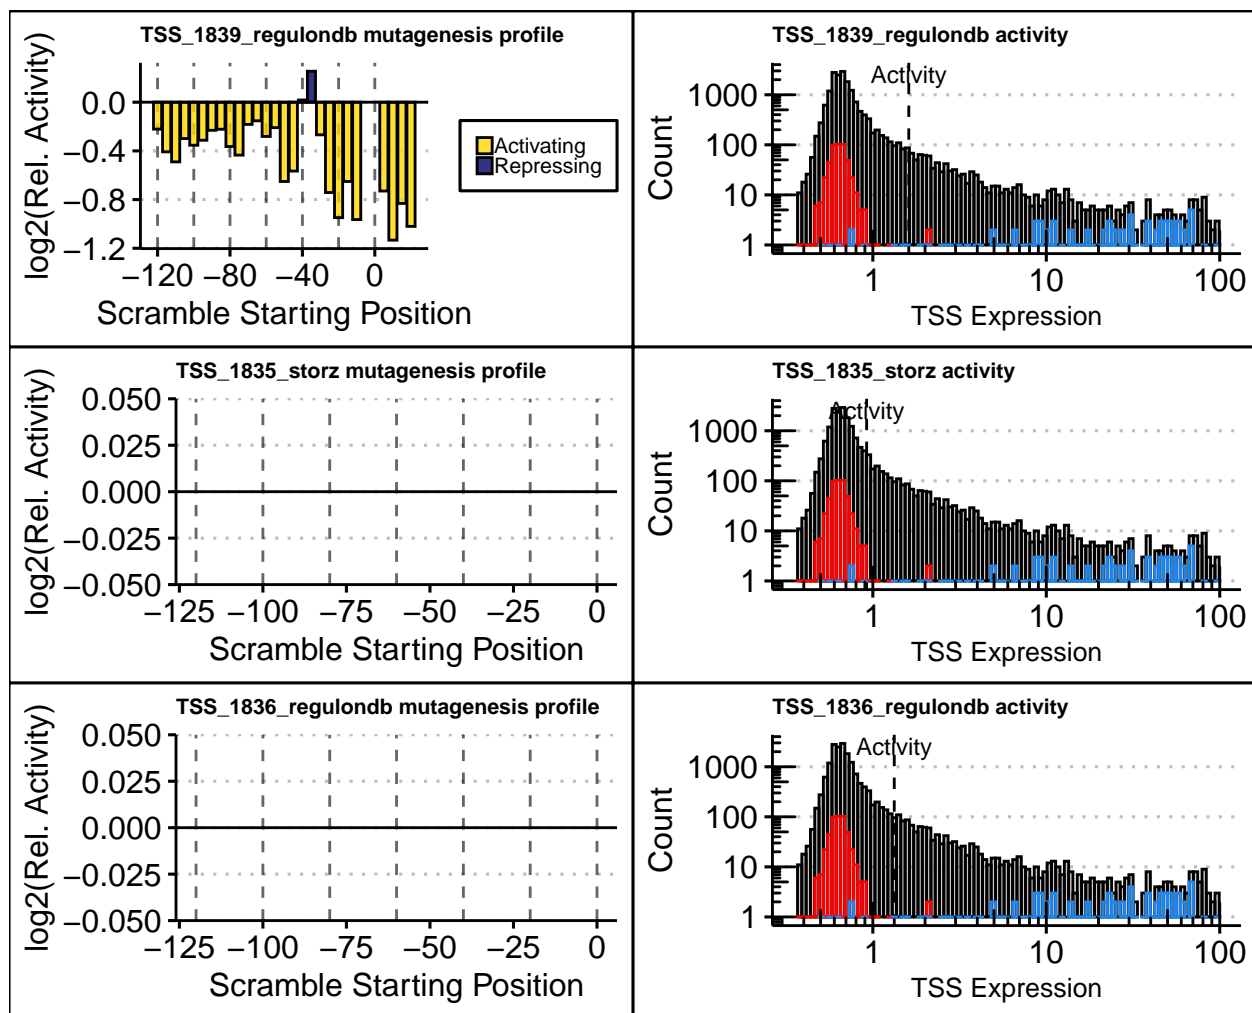 TSS_1839_regulondb mutagenesis profile
log2(Rel. Activity)
0.0
−0.4
−0.8
−1.2
−120 −80 −40 0
Scramble Starting Position
Activating
Repressing
TSS_1839_regulondb activity
Activity
Count
1000
100
10
1
1 10 100
TSS Expression
TSS_1835_storz mutagenesis profile
log2(Rel. Activity)
0.050
0.025
0.000
−0.025
−0.050
−125 −100 −75 −50 −25 0
Scramble Starting Position
TSS_1835_storz activity
Activity
Count
1000
100
10
1
1 10 100
TSS Expression
TSS_1836_regulondb mutagenesis profile
log2(Rel. Activity)
0.050
0.025
0.000
−0.025
−0.050
−125 −100 −75 −50 −25 0
Scramble Starting Position
TSS_1836_regulondb activity
Activity
Count
1000
100
10
1
1 10 100
TSS Expression